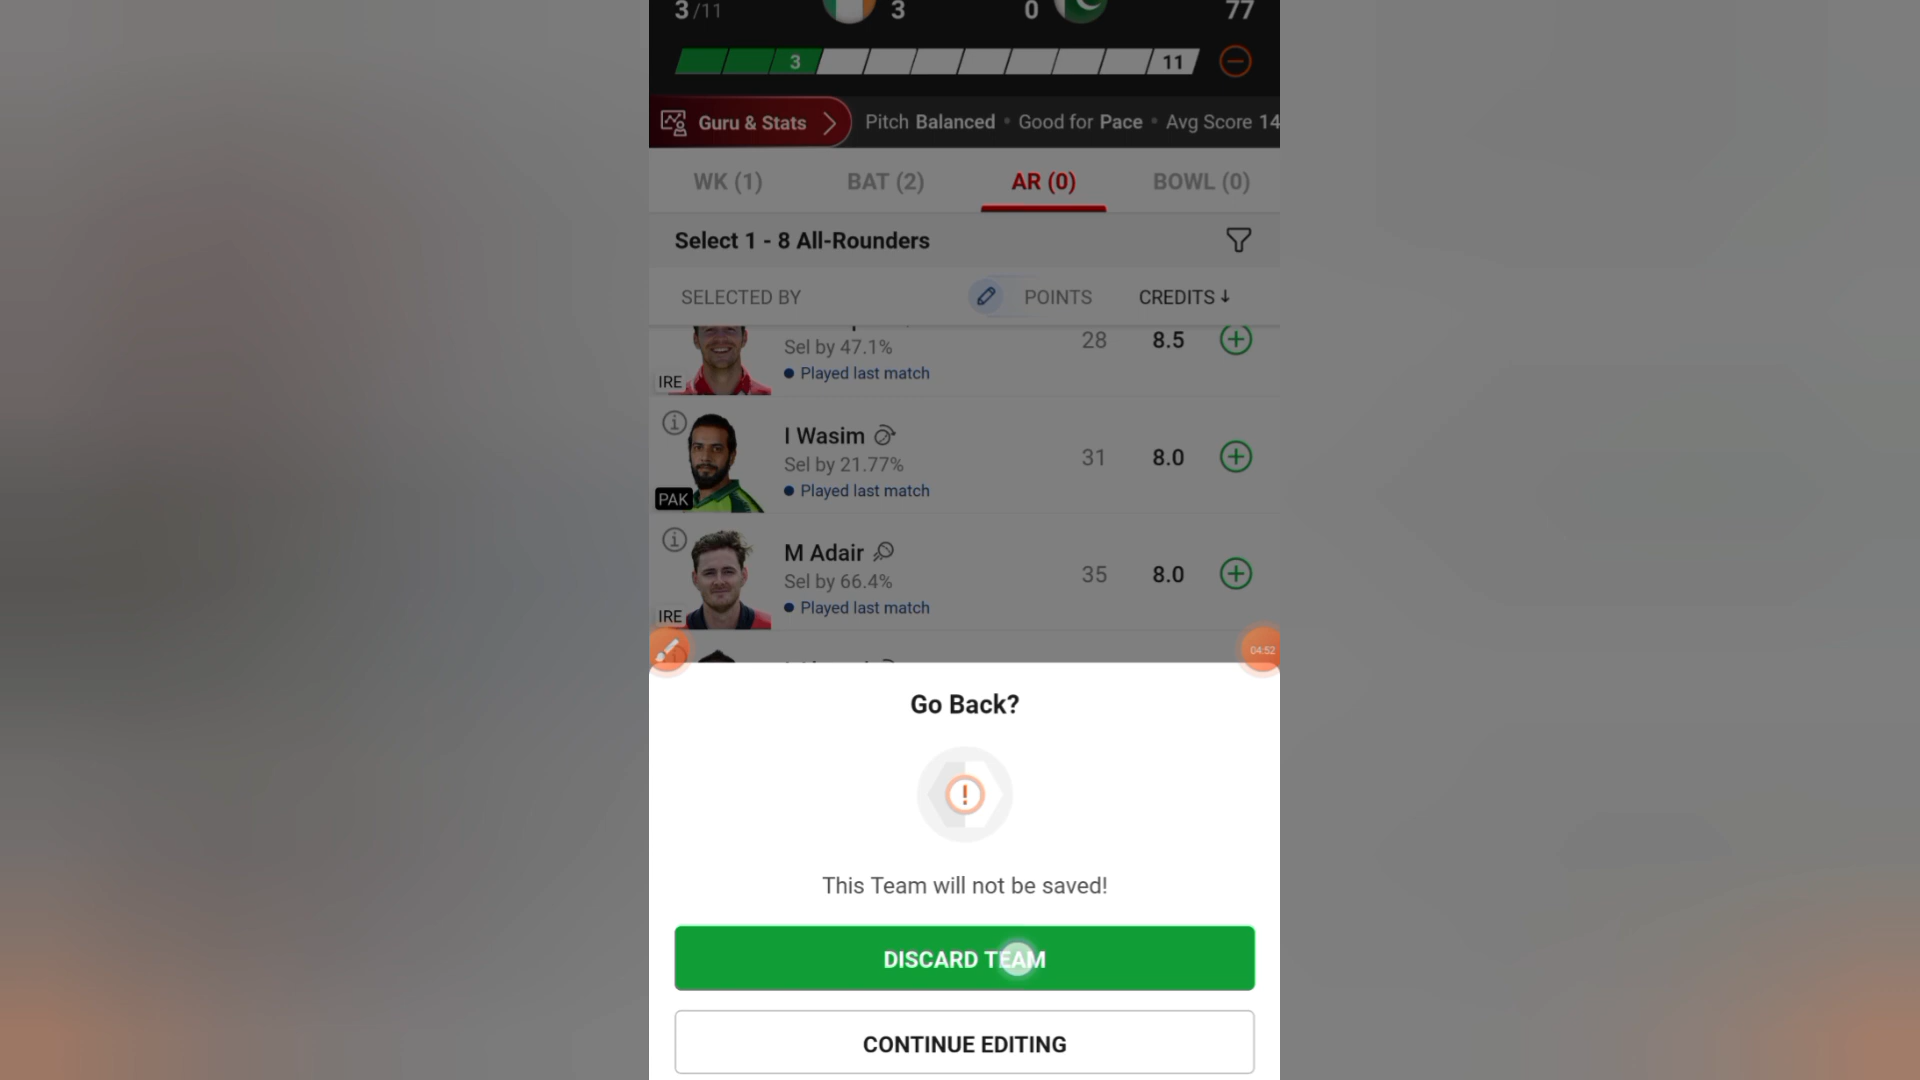 3 /11 3 0 77
3 11
Guru & Stats Pitch Balanced • Good for Pace • Avg Score 14
WK (1) BAT (2) AR (0) BOWL (0)
Select 1 - 8 All-Rounders
SELECTED BY POINTS CREDITS ↓
Sel by 47.1% 28 8.5
Played last match
IRE
I Wasim
Sel by 21.77% 31 8.0
Played last match
PAK
M Adair
Sel by 66.4% 35 8.0
Played last match
IRE
04:52
Go Back?
This Team will not be saved!
DISCARD TEAM
CONTINUE EDITING